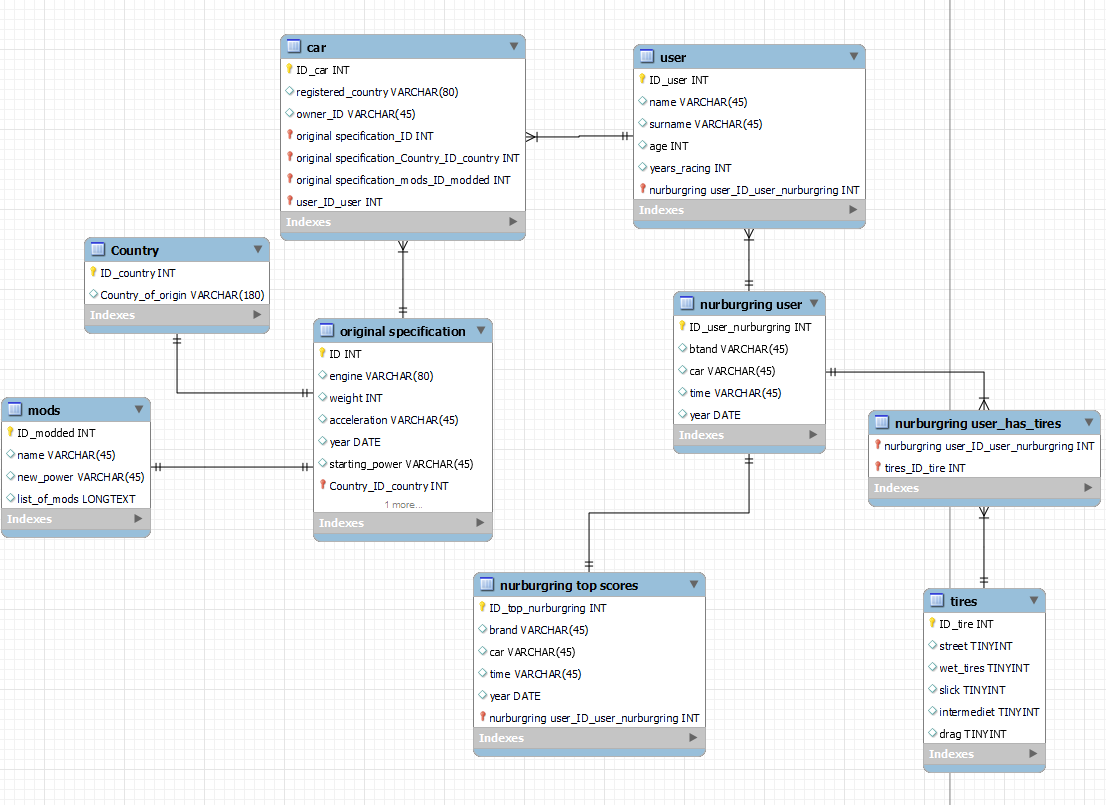 car
ID_car INT
registered_country VARCHAR(80)
owner_ID VARCHAR(45)
original specification_ID INT
original specification_Country_ID_country INT
original specification_mods_ID_modded INT
user_ID_user INT
Indexes
user
ID_user INT
name VARCHAR(45)
surname VARCHAR(45)
age INT
years_racing INT
nurburgring user_ID_user_nurburgring INT
Indexes
Country
ID_country INT
Country_of_origin VARCHAR(180)
Indexes
original specification
ID INT
engine VARCHAR(80)
weight INT
acceleration VARCHAR(45)
year DATE
starting_power VARCHAR(45)
Country_ID_country INT
1 more...
Indexes
nurburgring user
ID_user_nurburgring INT
btand VARCHAR(45)
car VARCHAR(45)
time VARCHAR(45)
year DATE
Indexes
mods
ID_modded INT
name VARCHAR(45)
new_power VARCHAR(45)
list_of_mods LONGTEXT
Indexes
nurburgring user_has_tires
nurburgring user_ID_user_nurburgring INT
tires_ID_tire INT
Indexes
nurburgring top scores
ID_top_nurburgring INT
brand VARCHAR(45)
car VARCHAR(45)
time VARCHAR(45)
year DATE
nurburgring user_ID_user_nurburgring INT
Indexes
tires
ID_tire INT
street TINYINT
wet_tires TINYINT
slick TINYINT
intermediet TINYINT
drag TINYINT
Indexes